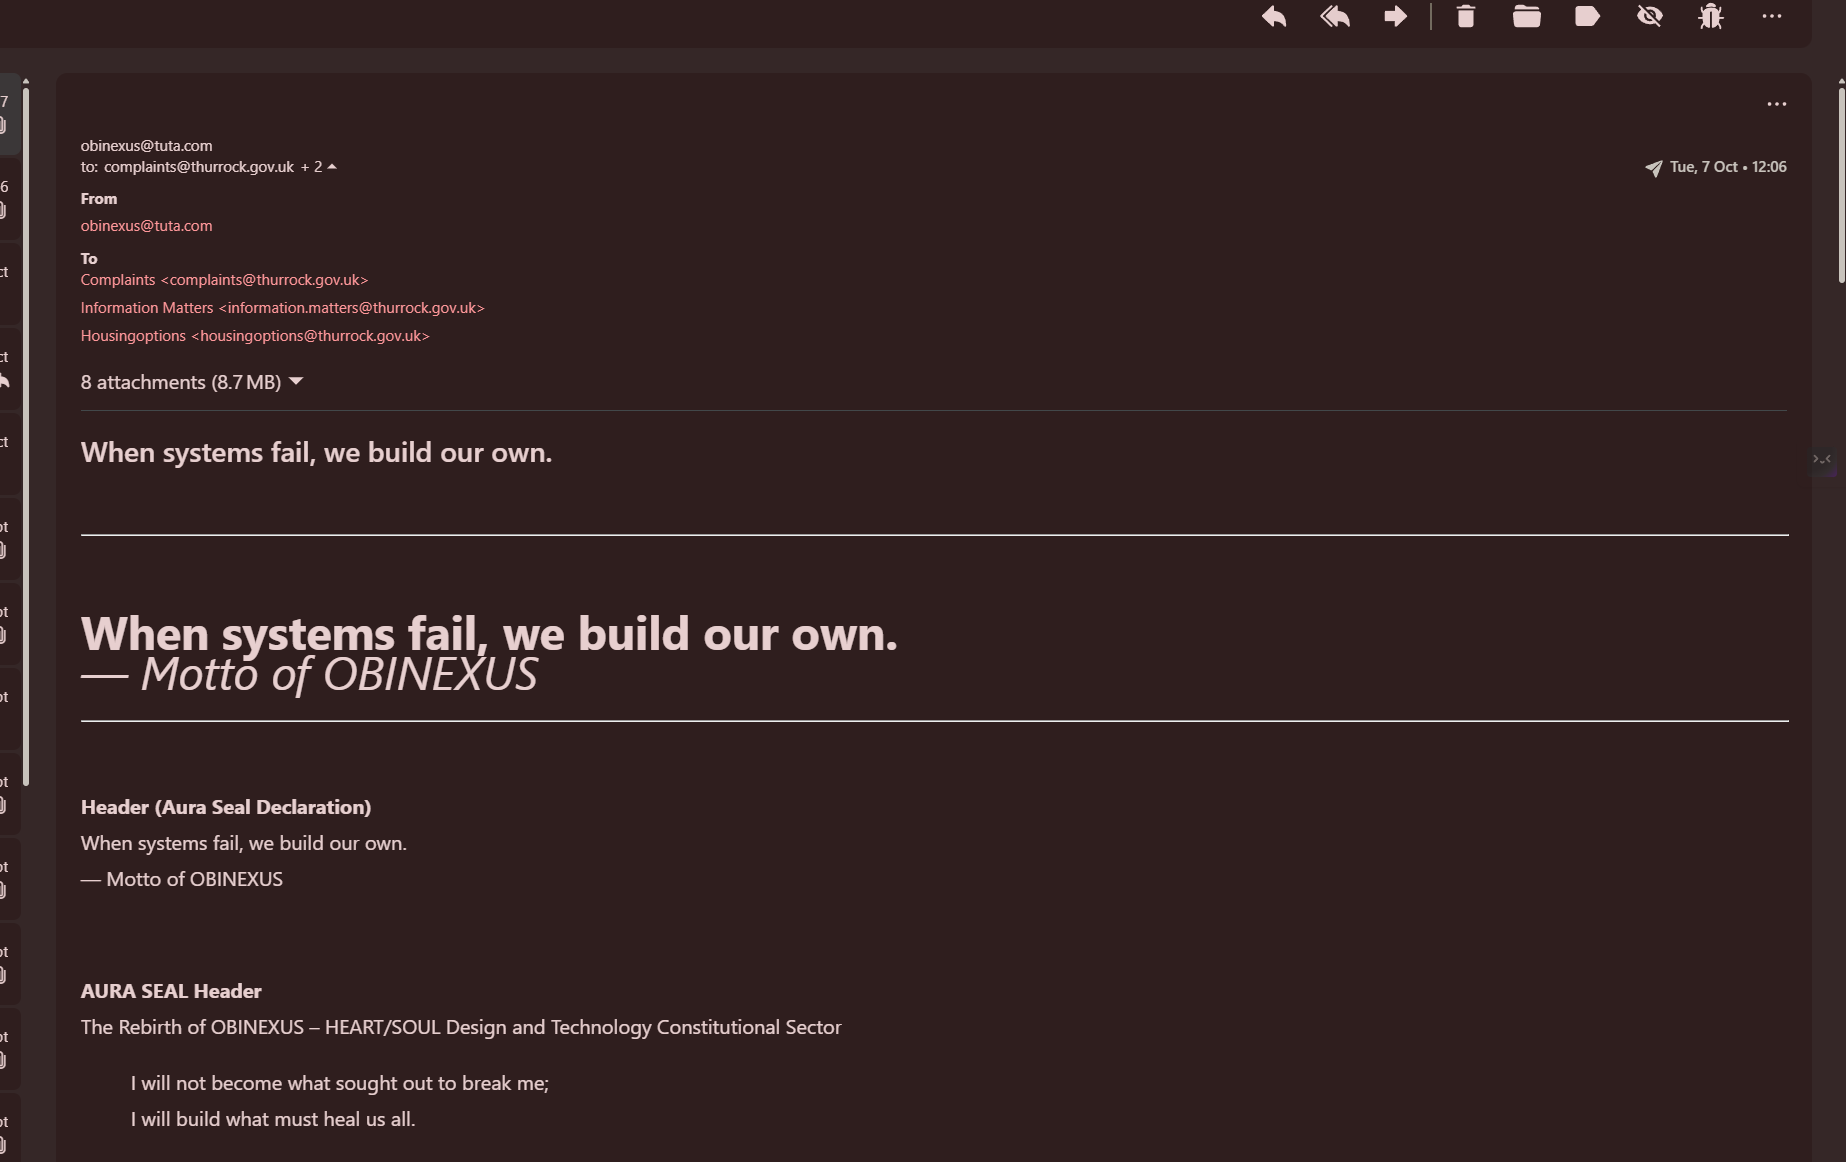 obinexus@tuta.com
to: complaints@thurrock.gov.uk + 2
Tue, 7 Oct • 12:06
From
obinexus@tuta.com
To
Complaints <complaints@thurrock.gov.uk>
Information Matters <information.matters@thurrock.gov.uk>
Housingoptions <housingoptions@thurrock.gov.uk>
8 attachments (8.7 MB)
When systems fail, we build our own.
When systems fail, we build our own.
— Motto of OBINEXUS
Header (Aura Seal Declaration)
When systems fail, we build our own.
— Motto of OBINEXUS
AURA SEAL Header
The Rebirth of OBINEXUS – HEART/SOUL Design and Technology Constitutional Sector
I will not become what sought out to break me;
I will build what must heal us all.